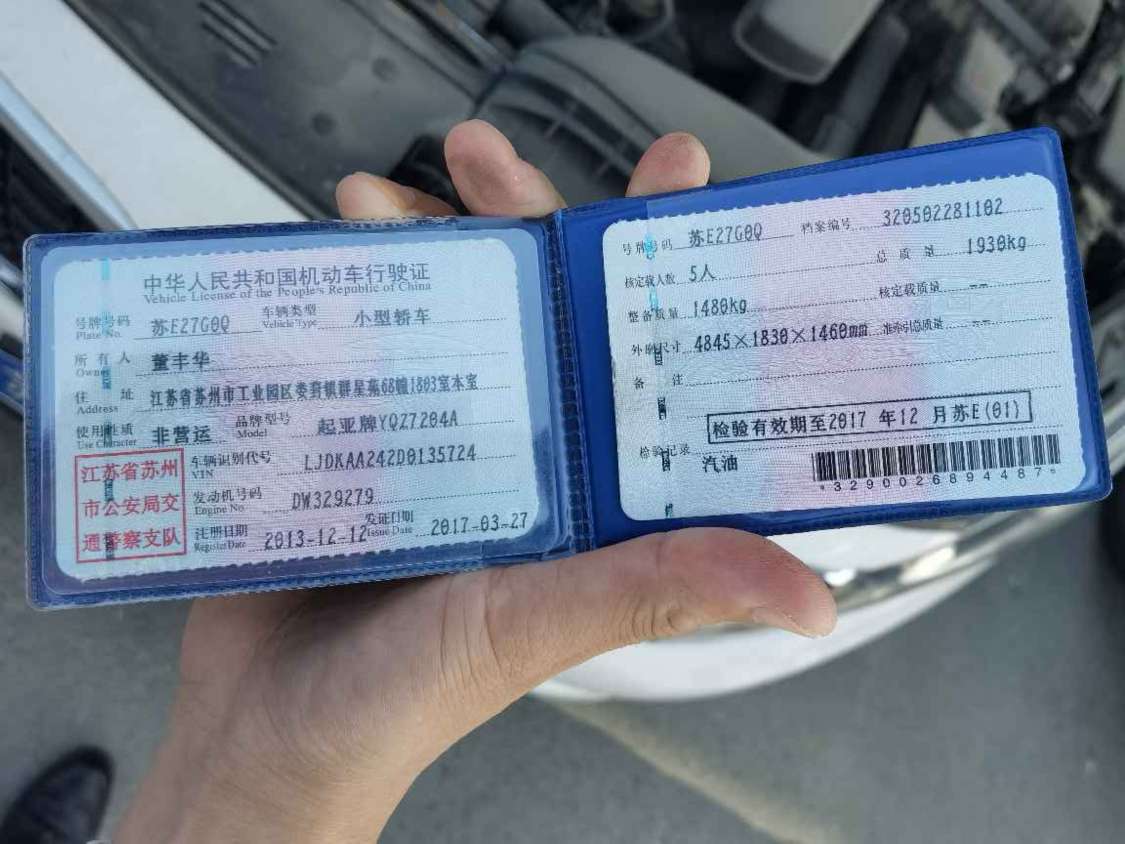 中华人民共和国机动车行驶证
Vehicle License of the People's Republic of China
号牌号码 苏E27G0Q 车辆类型 小型轿车
Plate No. Vehicle Type
所有人 董丰华
Owner
住址 江苏省苏州市工业园区娄葑镇群星苑68幢1803室本室
Address
使用性质 非营运 品牌型号 起亚牌YQZ7204A
Use Character Model
车辆识别代号 LJDKAA242D0135724
VIN
发动机号码 DW329279
Engine No.
注册日期 2013-12-12 发证日期 2017-03-27
Register Date Issue Date
江苏省苏州
市公安局交
通警察支队
号牌号码 苏E27G0Q 档案编号 320502281102
核定载人数 5人 总质量 1930kg
整备质量 1480kg 核定载质量 --
外廓尺寸 4845×1830×1460mm 准牵引总质量 --
备注
检验有效期至2017 年12 月苏E(01)
检验记录
汽油
*3290026894487*